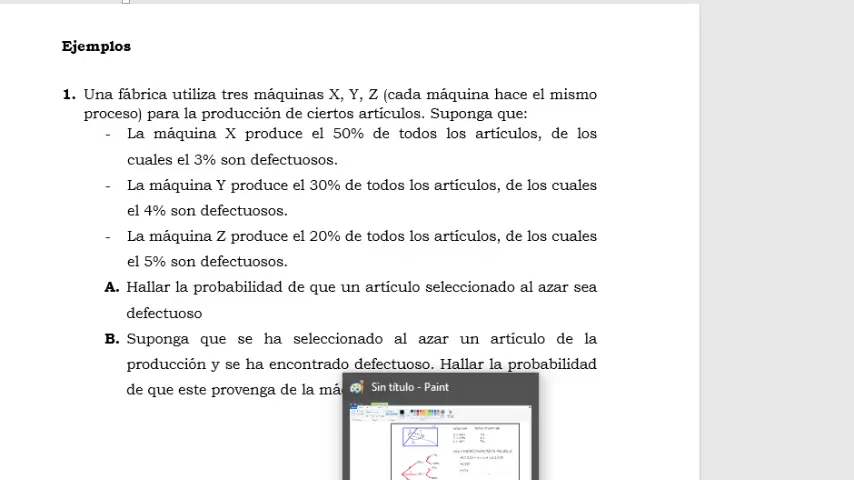 Ejemplos
1. Una fábrica utiliza tres máquinas X, Y, Z (cada máquina hace el mismo
proceso) para la producción de ciertos artículos. Suponga que:
- La máquina X produce el 50% de todos los artículos, de los
cuales el 3% son defectuosos.
- La máquina Y produce el 30% de todos los artículos, de los cuales
el 4% son defectuosos.
- La máquina Z produce el 20% de todos los artículos, de los cuales
el 5% son defectuosos.
A. Hallar la probabilidad de que un artículo seleccionado al azar sea
defectuoso
B. Suponga que se ha seleccionado al azar un artículo de la
producción y se ha encontrado defectuoso. Hallar la probabilidad
de que este provenga de la
Sin título - Paint